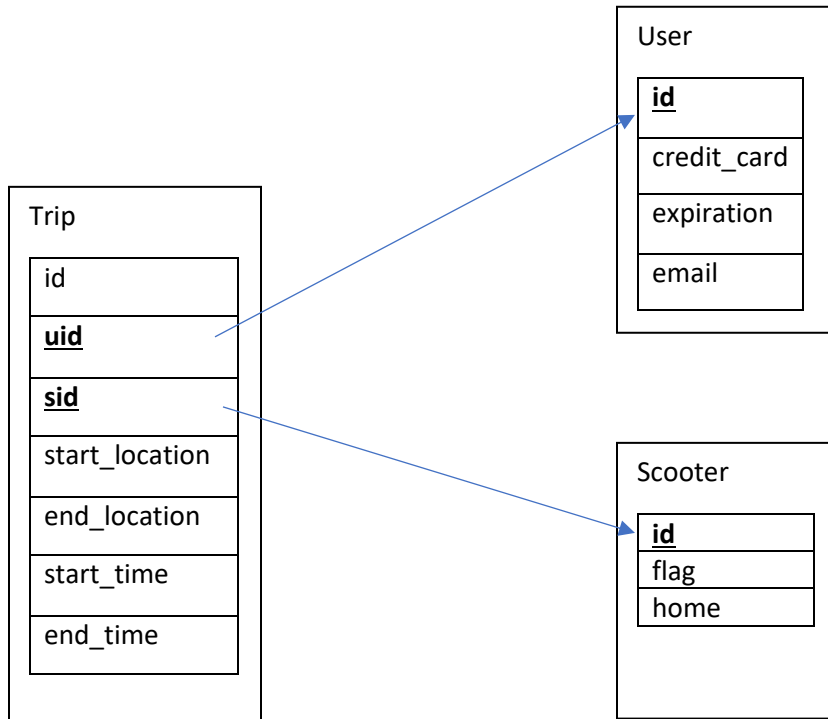 User
id
credit_card
expiration
email
Trip
id
uid
sid
start_location
end_location
start_time
end_time
Scooter
id
flag
home